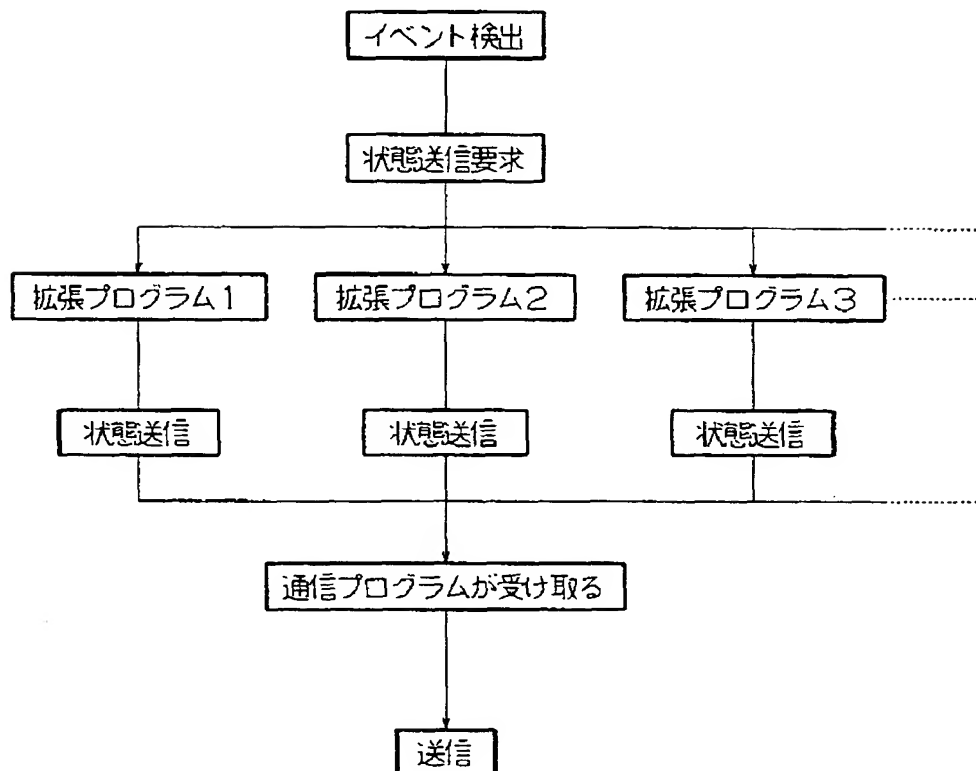 イベント検出
状態送信要求
拡張プログラム1
拡張プログラム2
拡張プログラム3
状態送信
状態送信
状態送信
通信プログラムが受け取る
送信